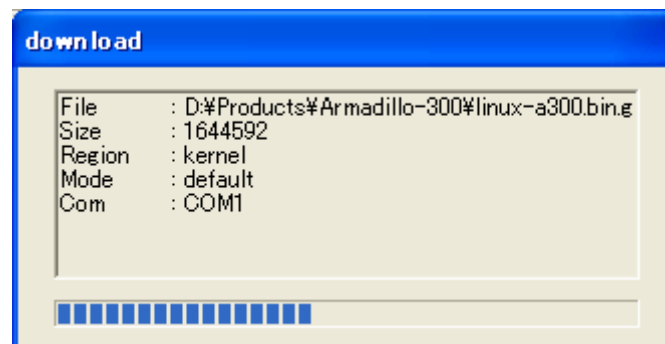 download
File : D:¥Products¥Armadillo-300¥linux-a300.bin.g
Size : 1644592
Region : kernel
Mode : default
Com : COM1